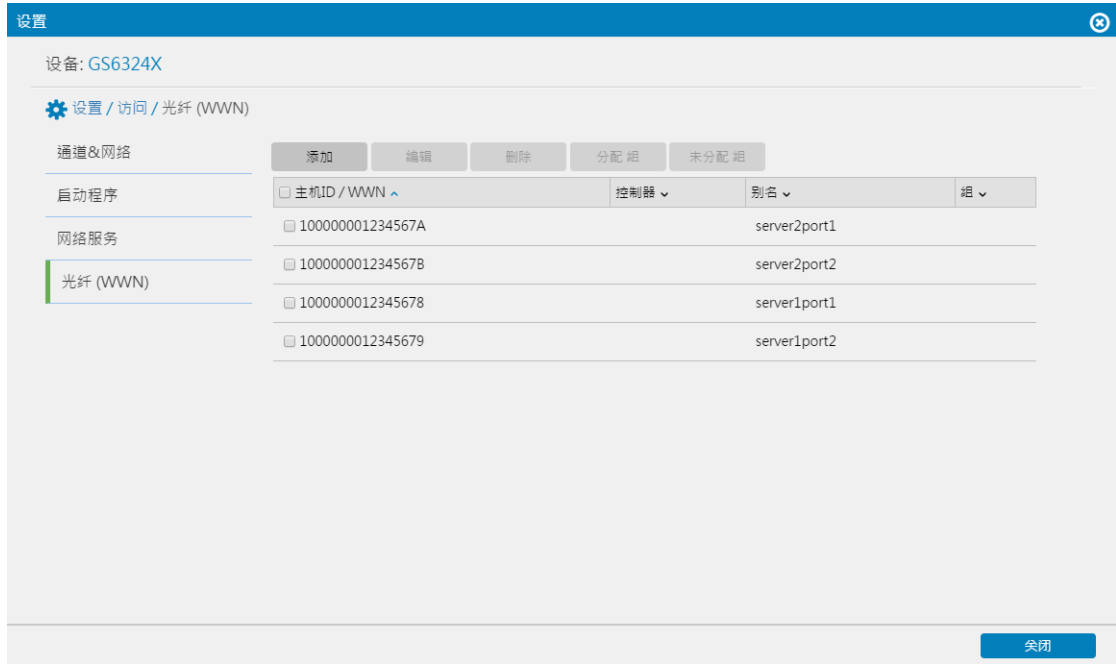 设置
设备: GS6324X
设置 / 访问 / 光纤 (WWN)
通道&网络
启动程序
网络服务
光纤 (WWN)
添加 编辑 删除 分配 组 未分配 组
主机ID / WWN 控制器 别名 组
100000001234567A server2port1
100000001234567B server2port2
1000000012345678 server1port1
1000000012345679 server1port2
关闭